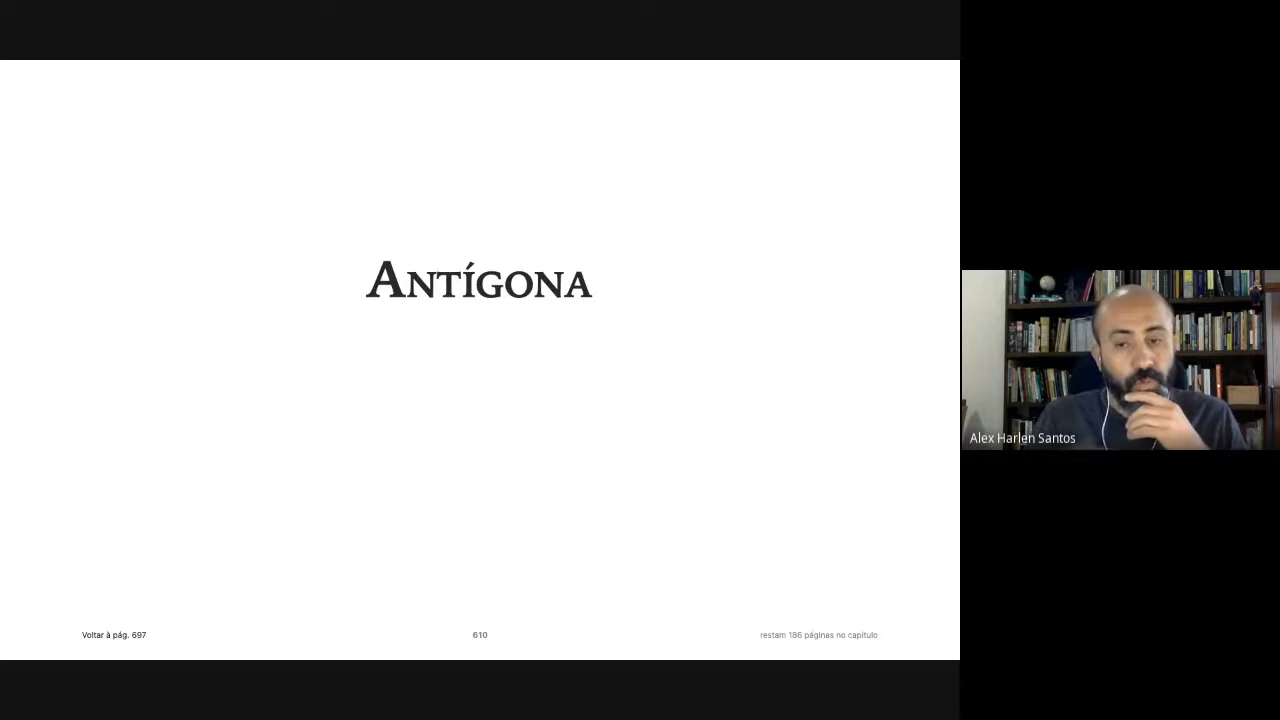 Antígona
Alex Harlen Santos
Voltar à pág. 697
610
restam 186 páginas no capítulo